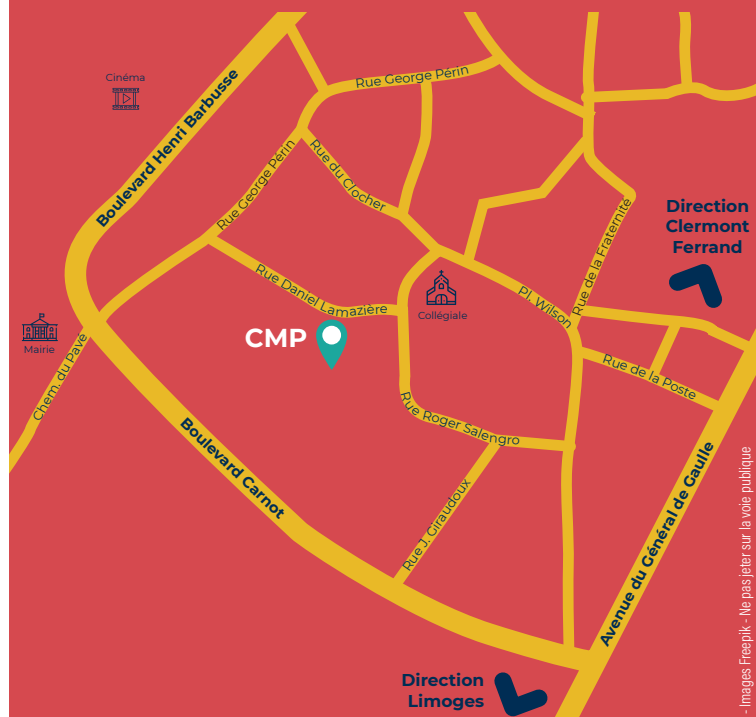 Cinéma
Boulevard Henri Barbusse
Rue George Périn
Rue George Périn
Rue du Clocher
Direction
Clermont
Ferrand
Rue de la Fraternité
Rue Daniel Lamazière
Pl. Wilson
Collégiale
Mairie
CMP
Chem. du Pavé
Rue de la Poste
Rue Roger Salengro
Boulevard Carnot
Rue J. Giraudoux
Avenue du Général de Gaulle
Direction
Limoges
- Images Freepik - Ne pas jeter sur la voie publique